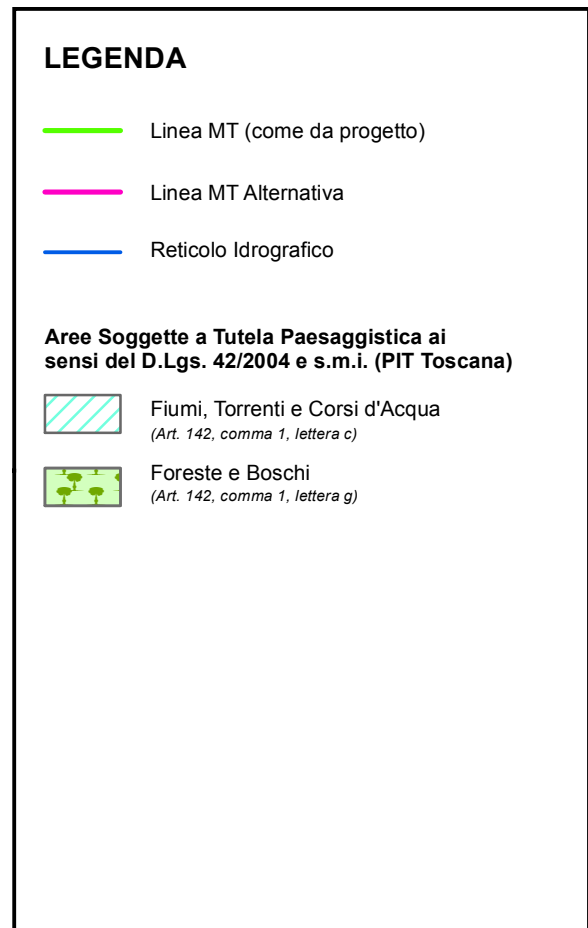 LEGENDA
Linea MT (come da progetto)
Linea MT Alternativa
Reticolo Idrografico
Aree Soggette a Tutela Paesaggistica ai
sensi del D.Lgs. 42/2004 e s.m.i. (PIT Toscana)
Fiumi, Torrenti e Corsi d'Acqua
(Art. 142, comma 1, lettera c)
Foreste e Boschi
(Art. 142, comma 1, lettera g)